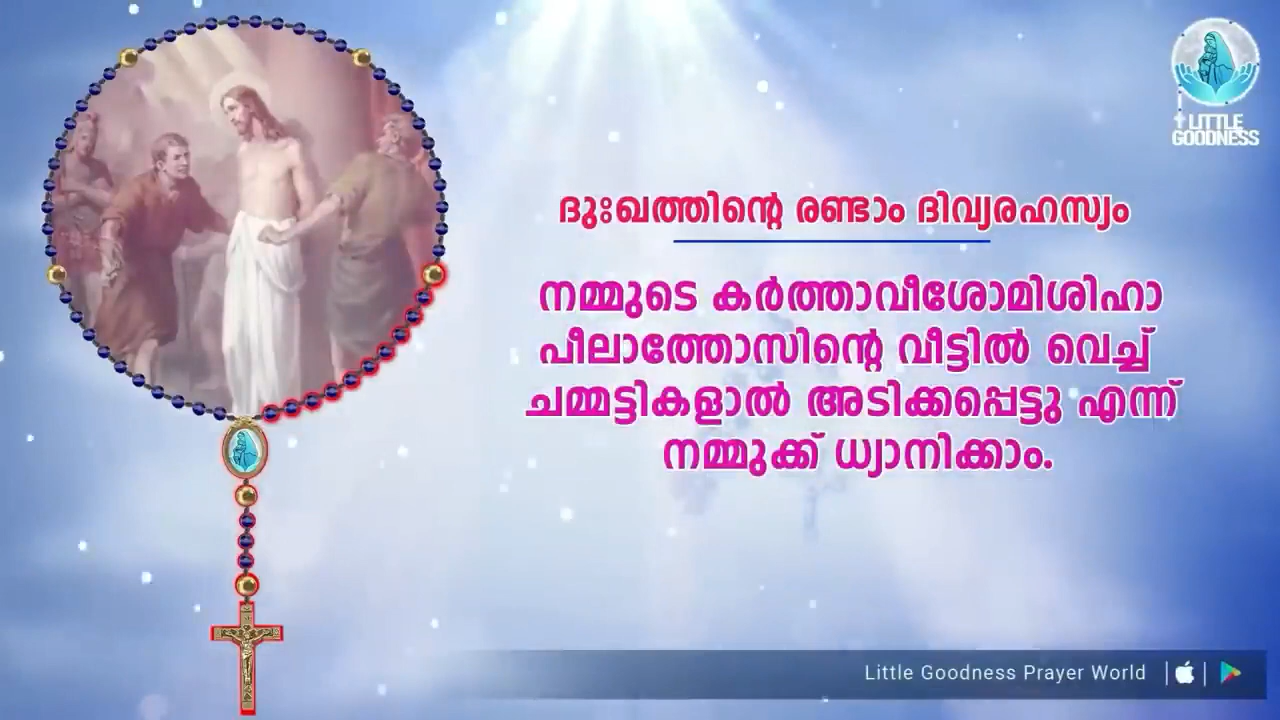 LITTLE
GOODNESS
ദുഃഖത്തിന്റെ രണ്ടാം ദിവ്യരഹസ്യം
നമ്മുടെ കർത്താവീശോമിശിഹാ
പീലാത്തോസിന്റെ വീട്ടിൽ വെച്ച്
ചമ്മട്ടികളാൽ അടിക്കപ്പെട്ടു എന്ന്
നമ്മുക്ക് ധ്യാനിക്കാം.
Little Goodness Prayer World